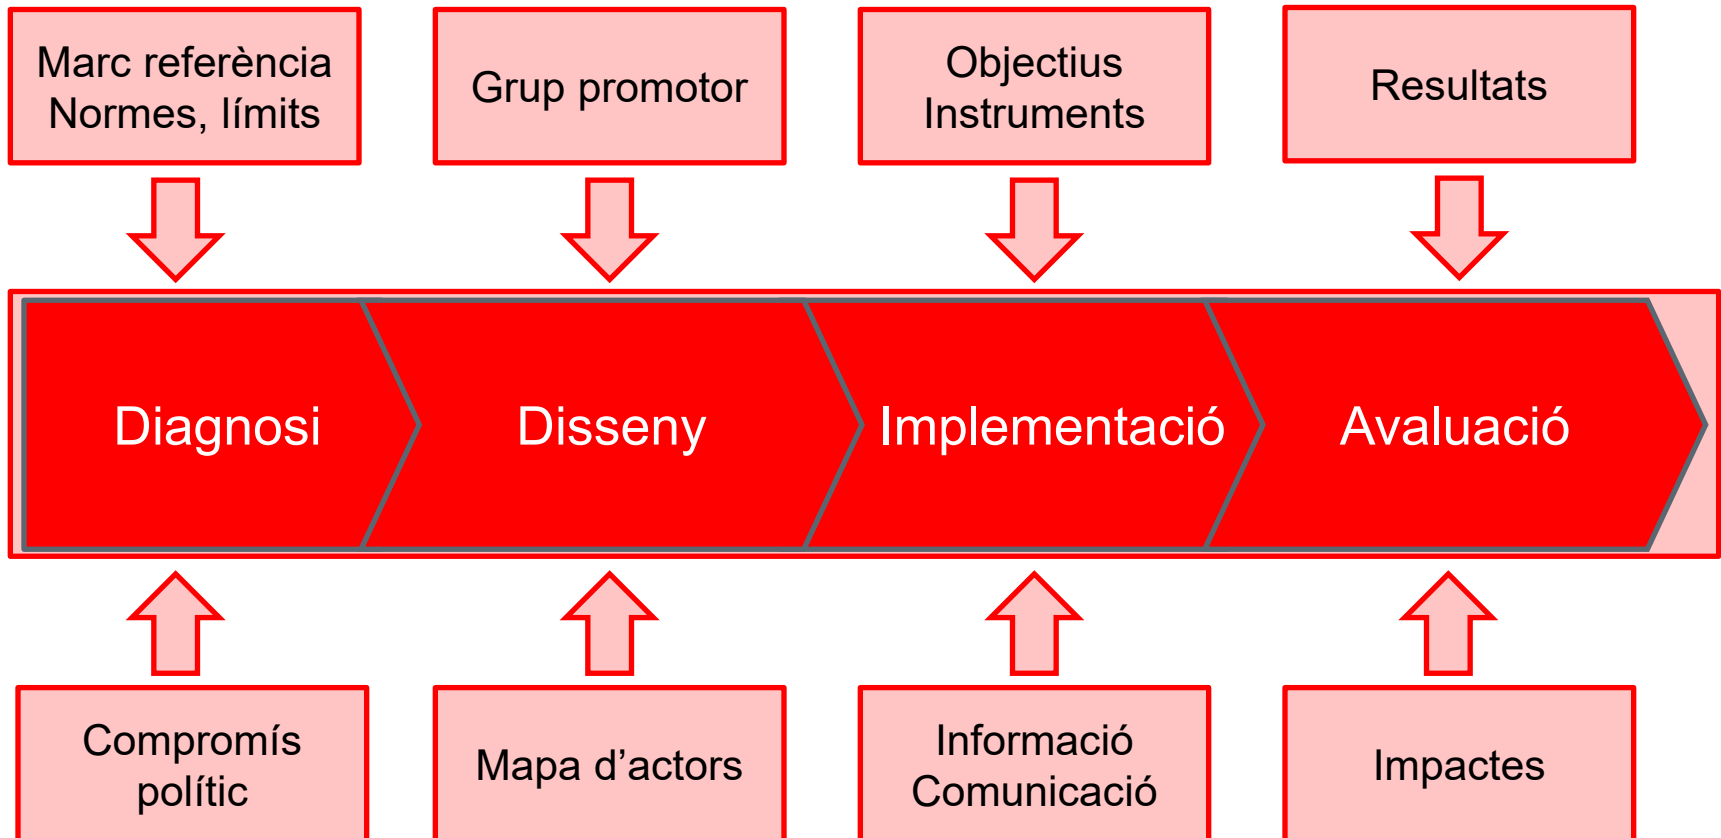 Marc referència
Normes, límits
Grup promotor
Objectius
Instruments
Resultats
Diagnosi
Disseny
Implementació
Avaluació
Compromís
polític
Mapa d’actors
Informació
Comunicació
Impactes